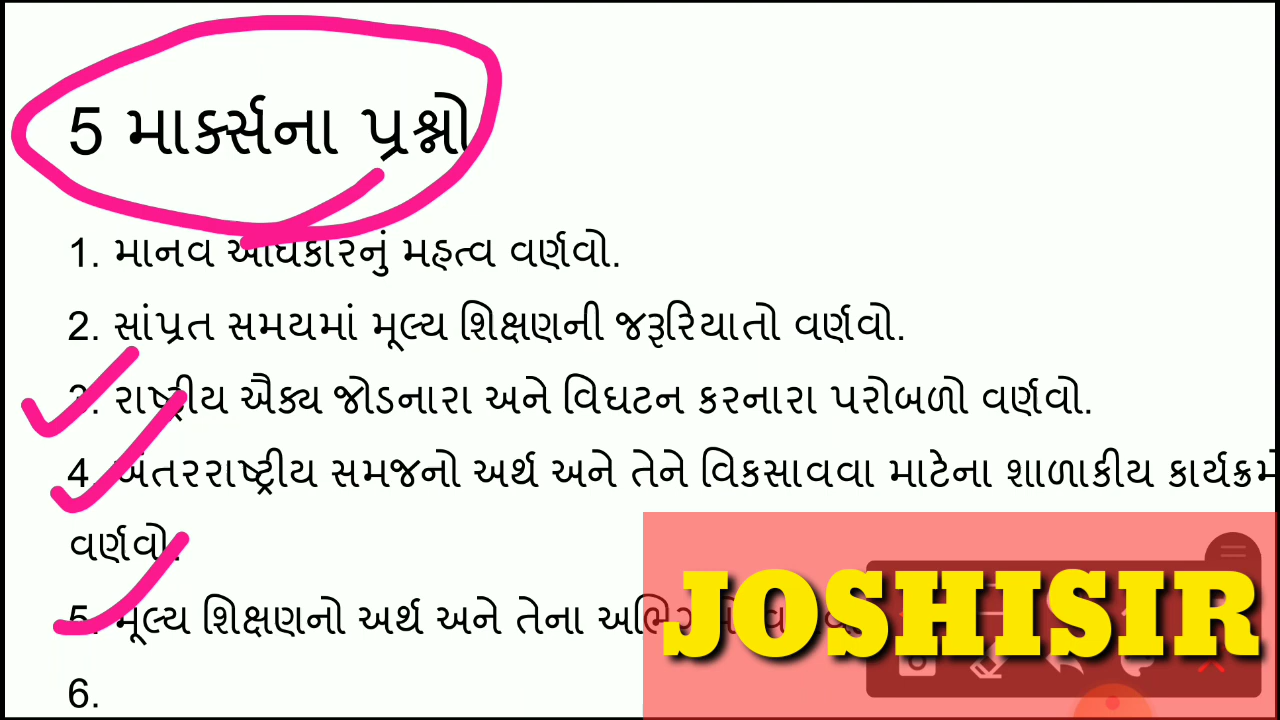 5 માર્ક્સના પ્રશ્નો
1. માનવ અધિકારનું મહત્વ વર્ણવો.
2. સાંપ્રત સમયમાં મૂલ્ય શિક્ષણની જરૂરિયાતો વર્ણવો.
3. રાષ્ટ્રીય ઐક્ય જોડનારા અને વિઘટન કરનારા પરોબળો વર્ણવો.
4. અંતરરાષ્ટ્રીય સમજનો અર્થ અને તેને વિકસાવવા માટેના શાળાકીય
વર્ણવો.
5. મૂલ્ય શિક્ષણનો અર્થ અને તેના
6.
JOSHISIR